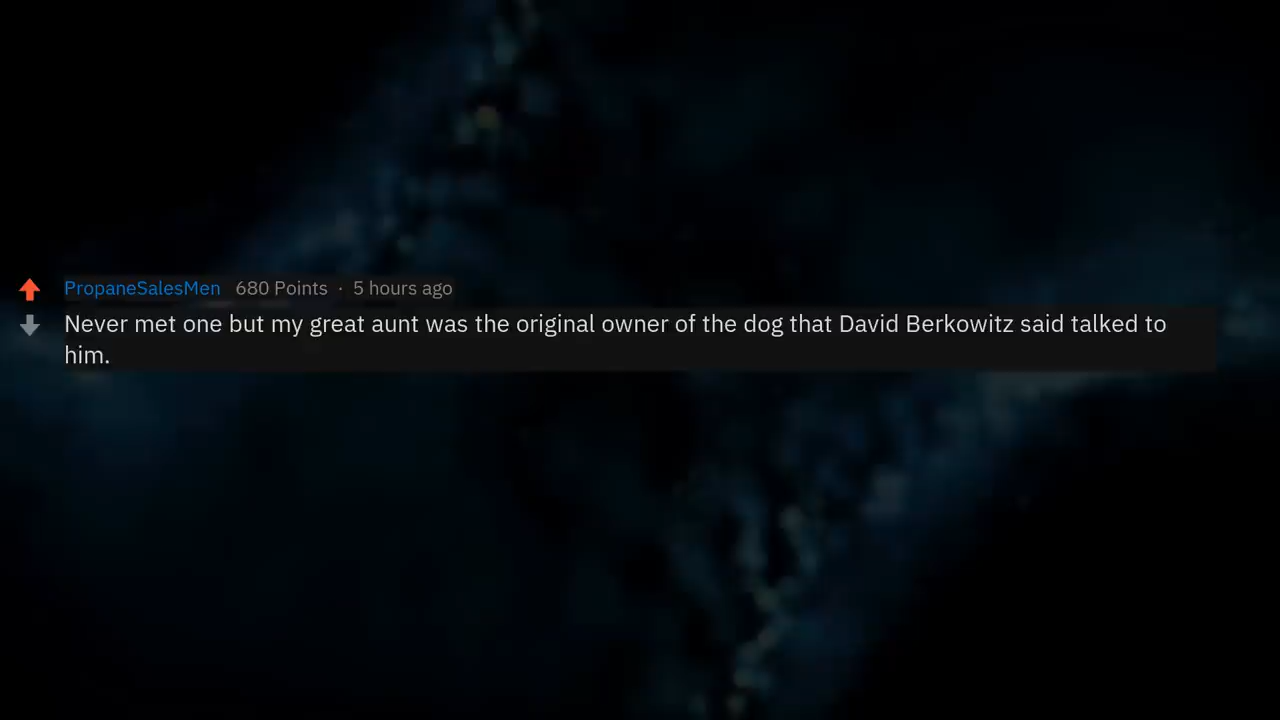 PropaneSalesMen 680 Points · 5 hours ago
Never met one but my great aunt was the original owner of the dog that David Berkowitz said talked to
him.